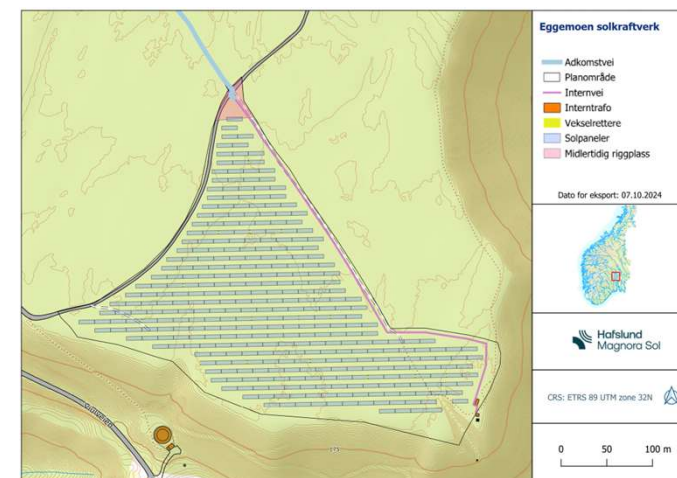 Eggemoen solkraftverk
Adkomstvei
Planområde
Internvei
Interntrafo
Vekselrettere
Solpaneler
Midlertidig riggplass
Dato for eksport: 07.10.2024
Hafslund
Magnora Sol
CRS: ETRS 89 UTM zone 32N
0 50 100 m